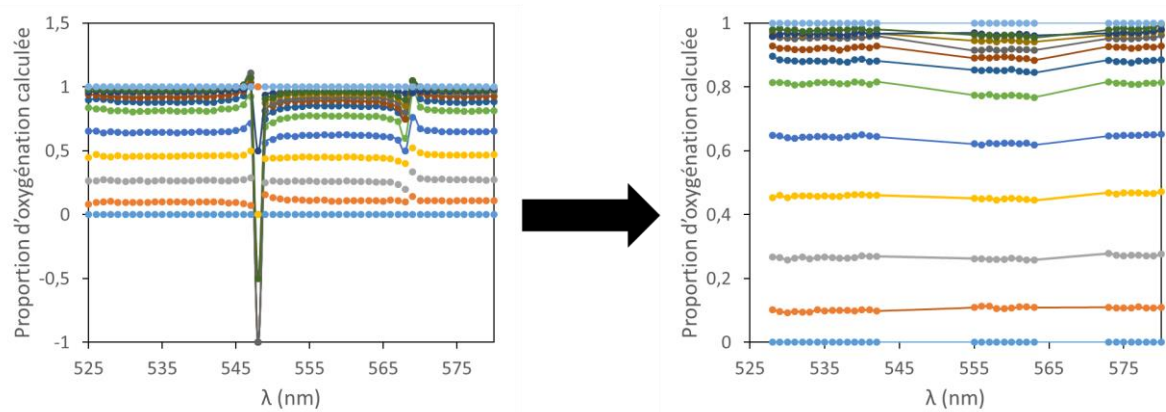 Proportion d'oxygénation calculée
1,5
1
0,5
0
-0,5
-1
525 535 545 555 565 575
λ (nm)
Proportion d'oxygénation calculée
1
0,8
0,6
0,4
0,2
0
525 535 545 555 565 575
λ (nm)